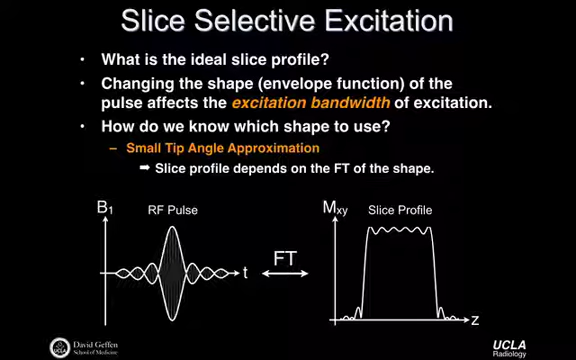 Slice Selective Excitation
• What is the ideal slice profile?
• Changing the shape (envelope function) of the
pulse affects the excitation bandwidth of excitation.
• How do we know which shape to use?
– Small Tip Angle Approximation
➡ Slice profile depends on the FT of the shape.
B1 RF Pulse
t
FT
Mxy Slice Profile
z
UCLA
David Geffen
School of Medicine
UCLA
Radiology